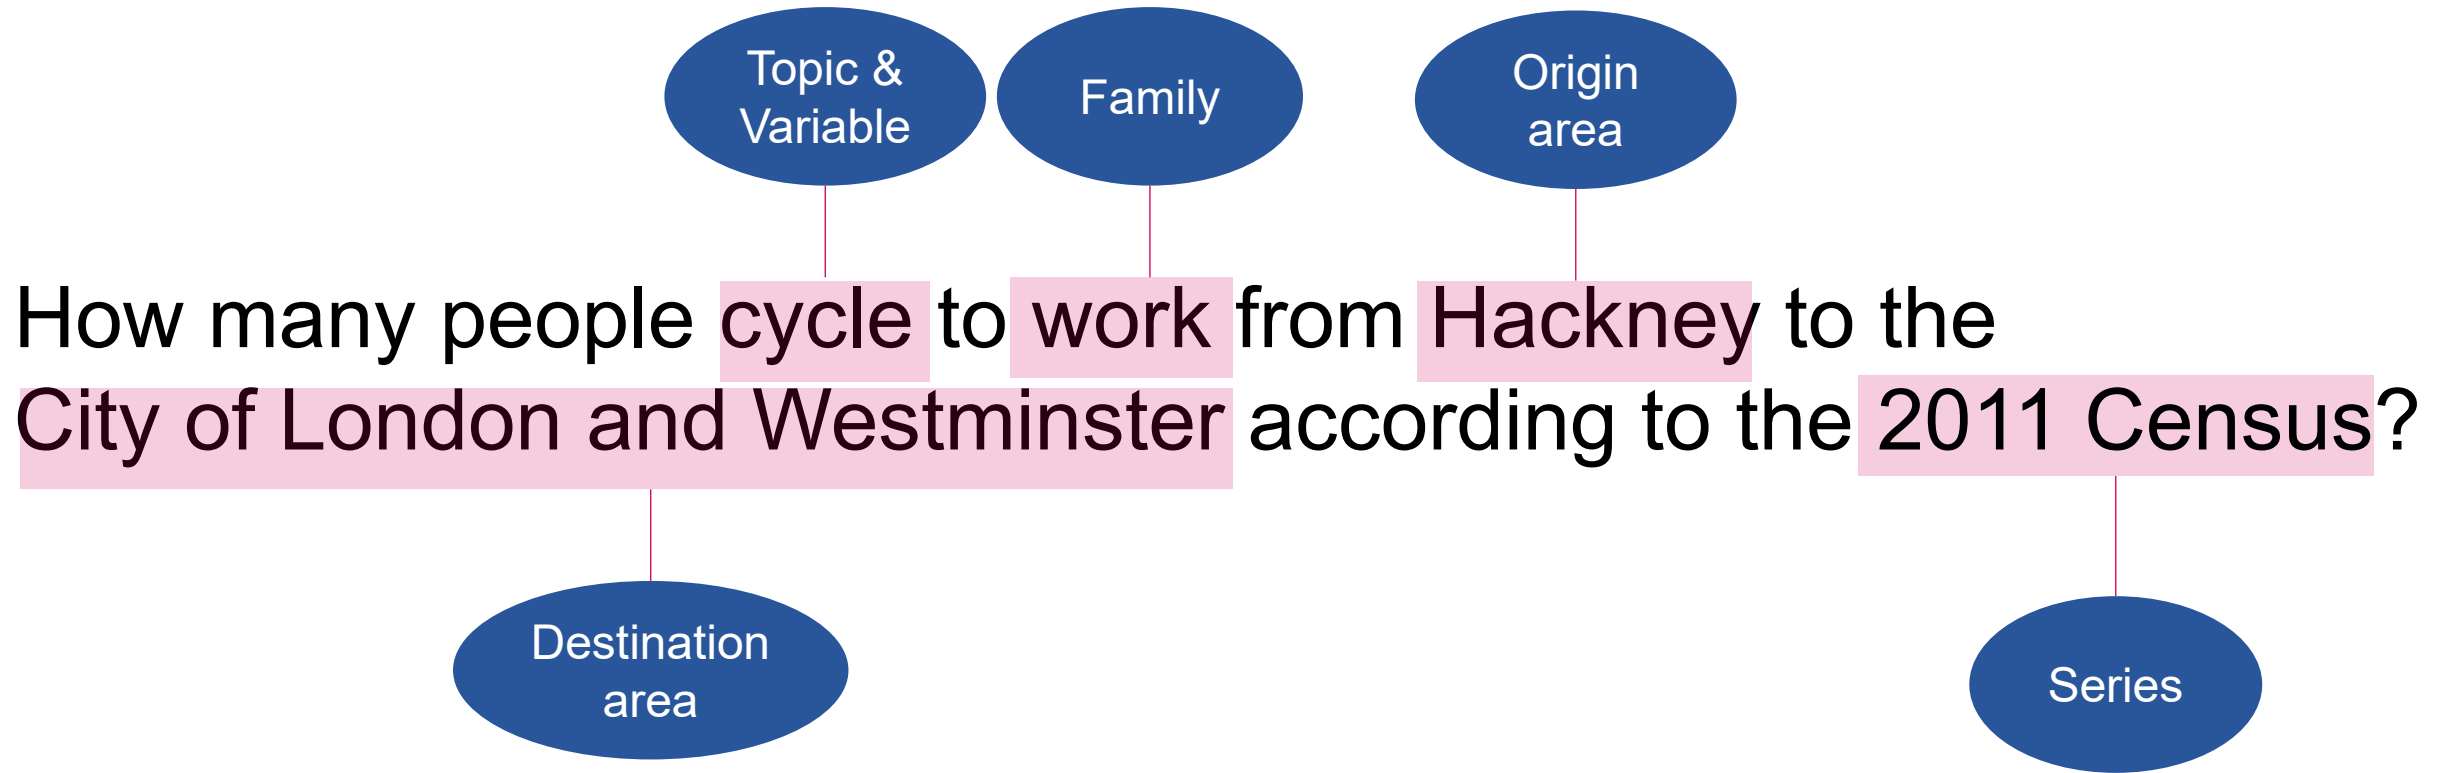 Topic &
Variable
Family
Origin
area
How many people cycle to work from Hackney to the
City of London and Westminster according to the 2011 Census?
Destination
area
Series